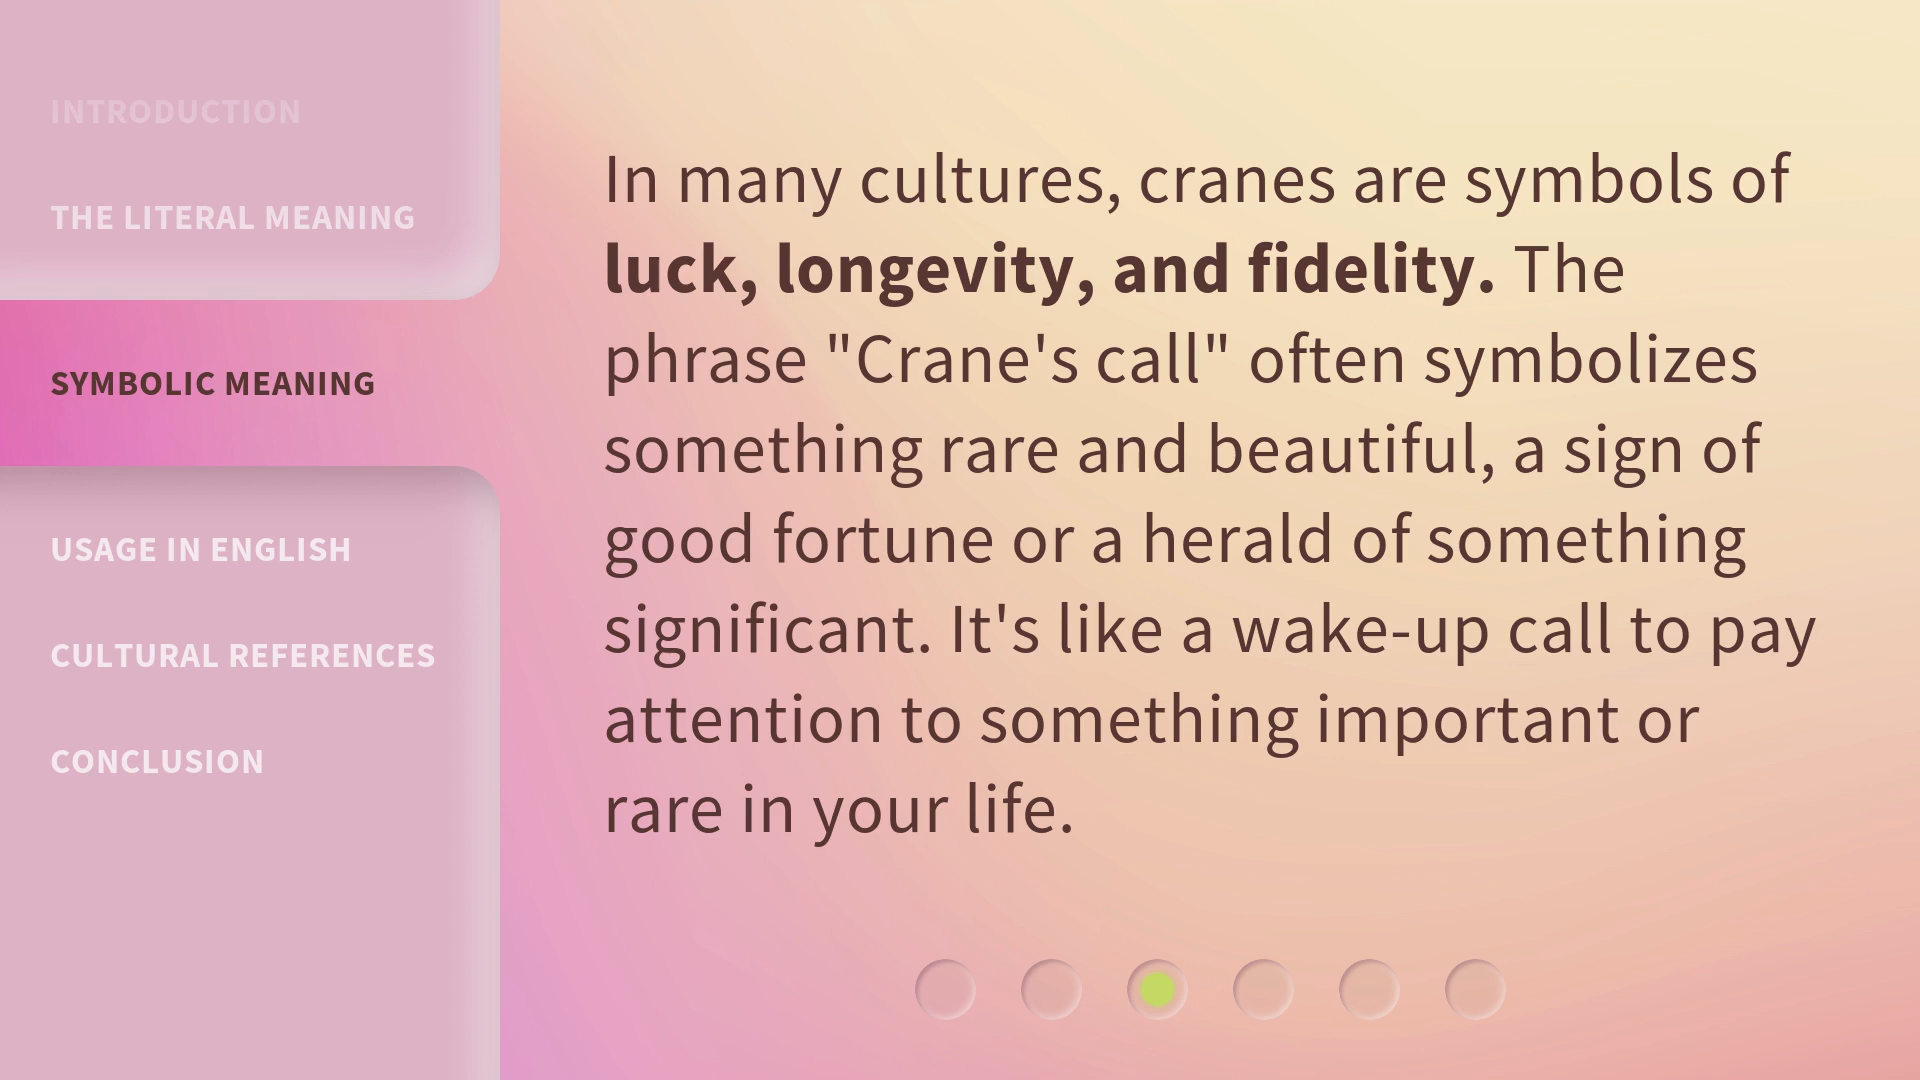 INTRODUCTION
THE LITERAL MEANING
SYMBOLIC MEANING
USAGE IN ENGLISH
CULTURAL REFERENCES
CONCLUSION
In many cultures, cranes are symbols of
luck, longevity, and fidelity. The
phrase "Crane's call" often symbolizes
something rare and beautiful, a sign of
good fortune or a herald of something
significant. It's like a wake-up call to pay
attention to something important or
rare in your life.